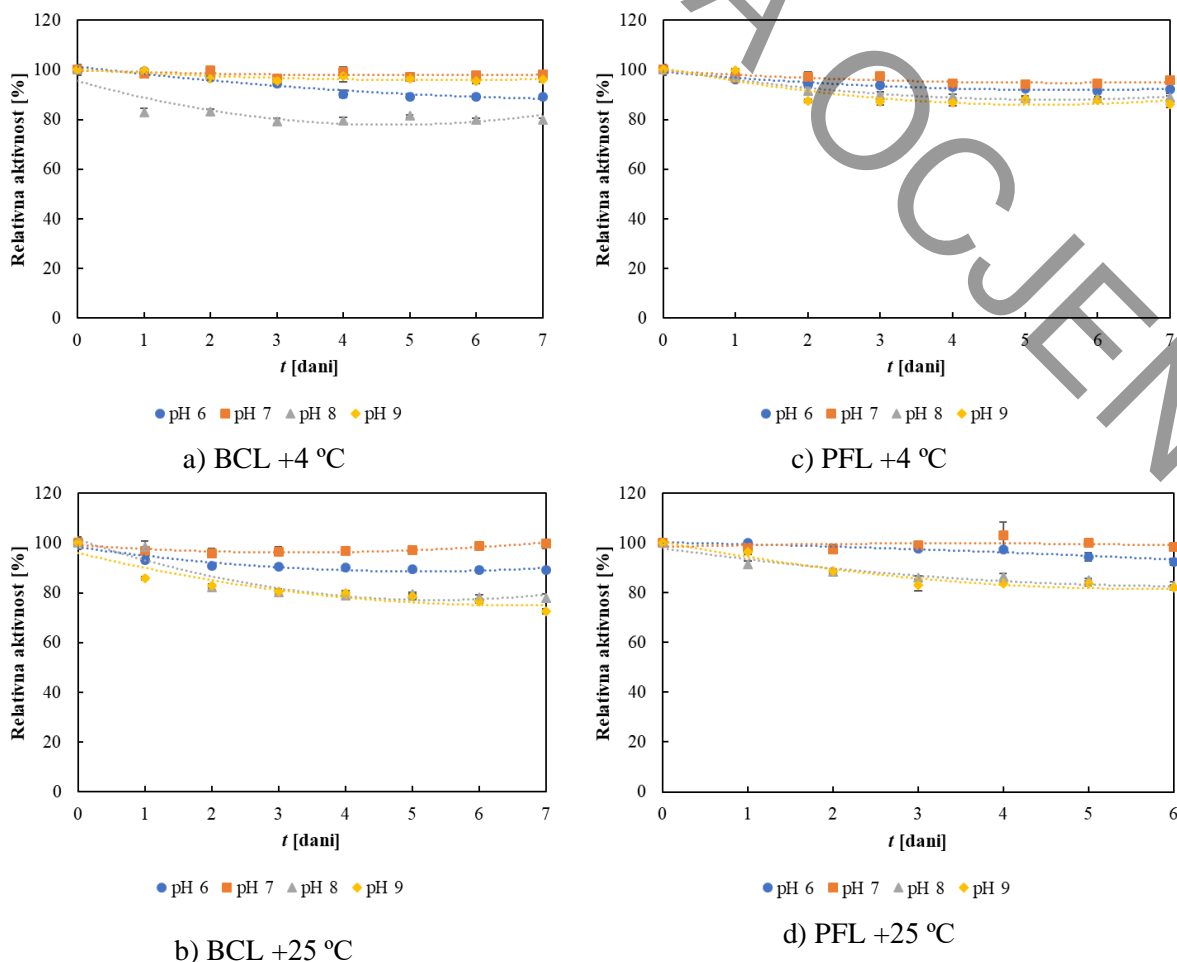 120
100
80
60
40
20
0
0 1 2 3 4 5 6 7
Relativna aktivnost [%]
t [dani]
pH 6 pH 7 pH 8 pH 9
a) BCL +4 ºC
120
100
80
60
40
20
0
0 1 2 3 4 5 6 7
Relativna aktivnost [%]
t [dani]
pH 6 pH 7 pH 8 pH 9
c) PFL +4 ºC
120
100
80
60
40
20
0
0 1 2 3 4 5 6 7
Relativna aktivnost [%]
t [dani]
pH 6 pH 7 pH 8 pH 9
b) BCL +25 ºC
120
100
80
60
40
20
0
0 1 2 3 4 5 6
Relativna aktivnost [%]
t [dani]
pH 6 pH 7 pH 8 pH 9
d) PFL +25 ºC
A OCJEN